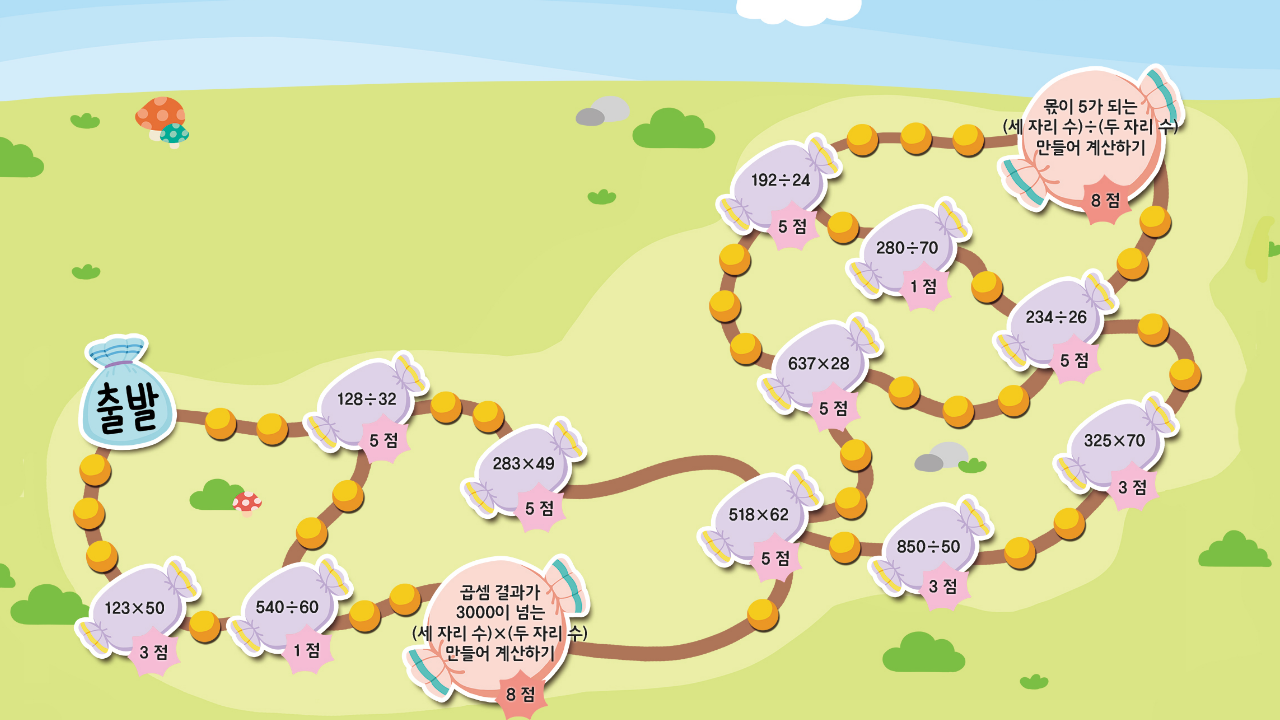 몫이 5가 되는
(세 자리 수)÷(두 자리 수)
만들어 계산하기
8 점
192÷24
5 점
280÷70
1 점
234÷26
5 점
637×28
5 점
출발
128÷32
5 점
283×49
5 점
325×70
3 점
518×62
5 점
850÷50
3 점
123×50
3 점
540÷60
1 점
곱셈 결과가
3000이 넘는
(세 자리 수)×(두 자리 수)
만들어 계산하기
8 점